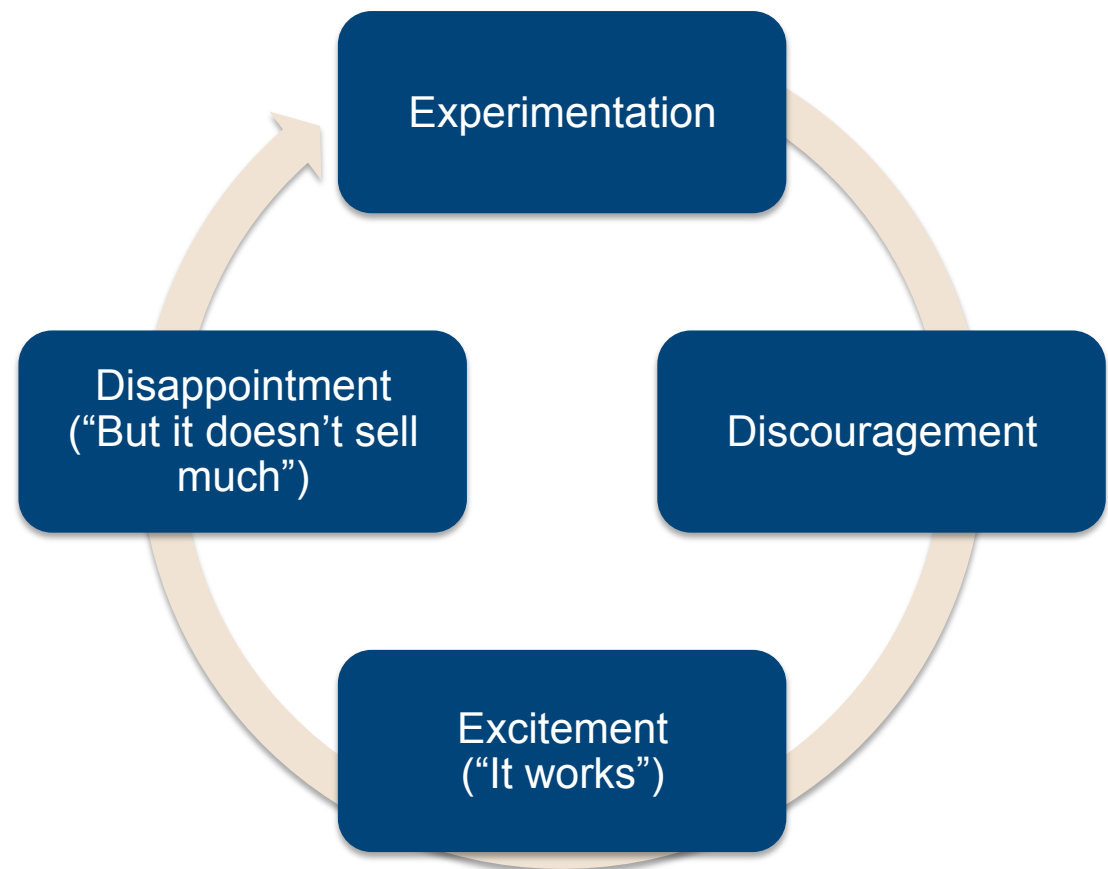 Experimentation
Discouragement
Excitement
(“It works”)
Disappointment
(“But it doesn’t sell
much”)